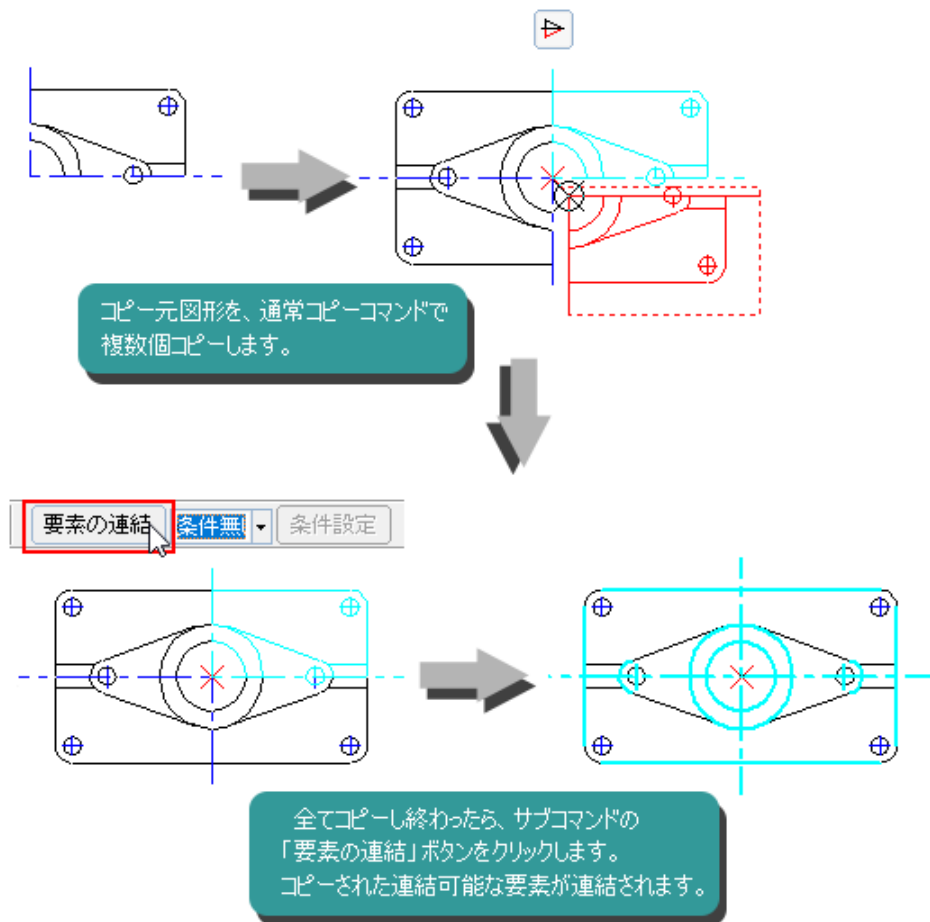 コピー元図形を、通常コピーコマンドで
複数個コピーします。
要素の連結 条件無 条件設定
全てコピーし終わったら、サブコマンドの
「要素の連結」ボタンをクリックします。
コピーされた連結可能な要素が連結されます。